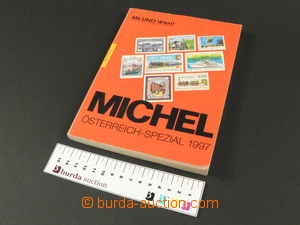 Mit UNO Wien!
MICHEL
ÖSTERREICH-SPEZIAL 1997
burda auction
burda-auction.com